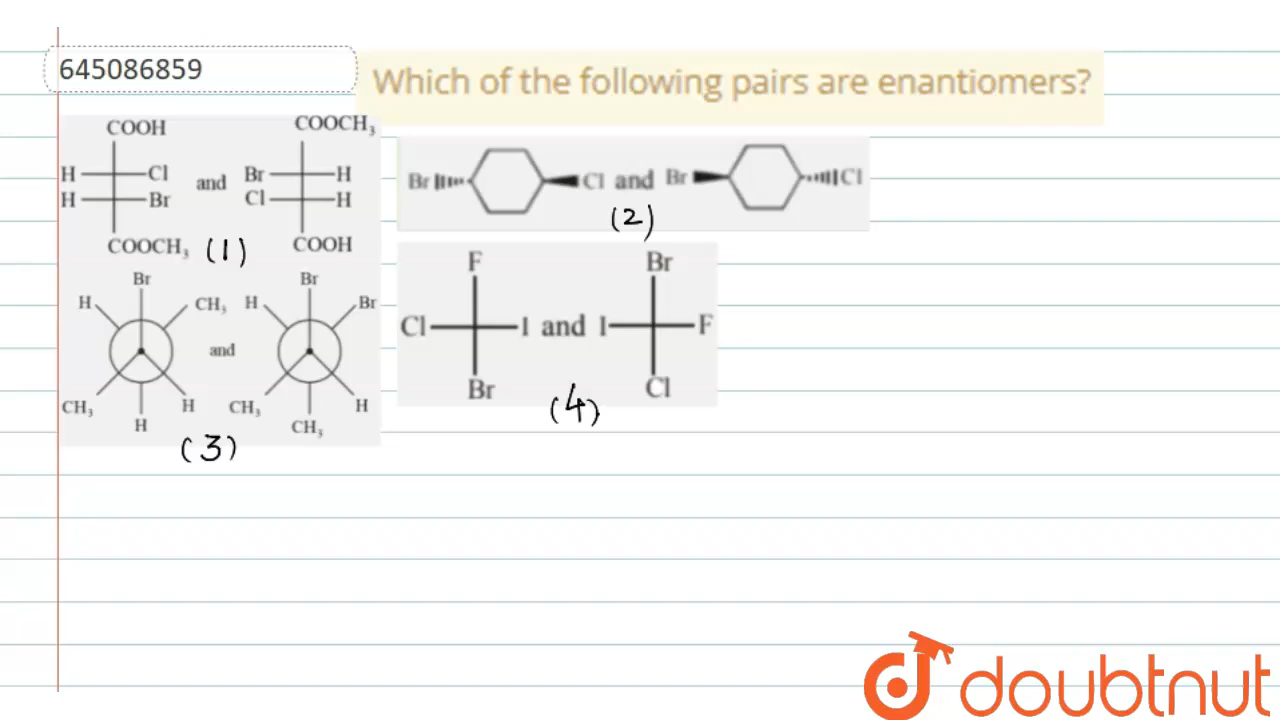 645086859
Which of the following pairs are enantiomers?
COOH
H Cl
H Br
COOCH3
and
COOCH3
Br H
Cl H
COOH
(1)
Br Cl and Br Cl
(2)
Br
H CH3
CH3 H
H
and
Br
H Br
CH3 H
CH3
(3)
F
Cl I and I F
Br
Br
Cl
(4)
doubtnut